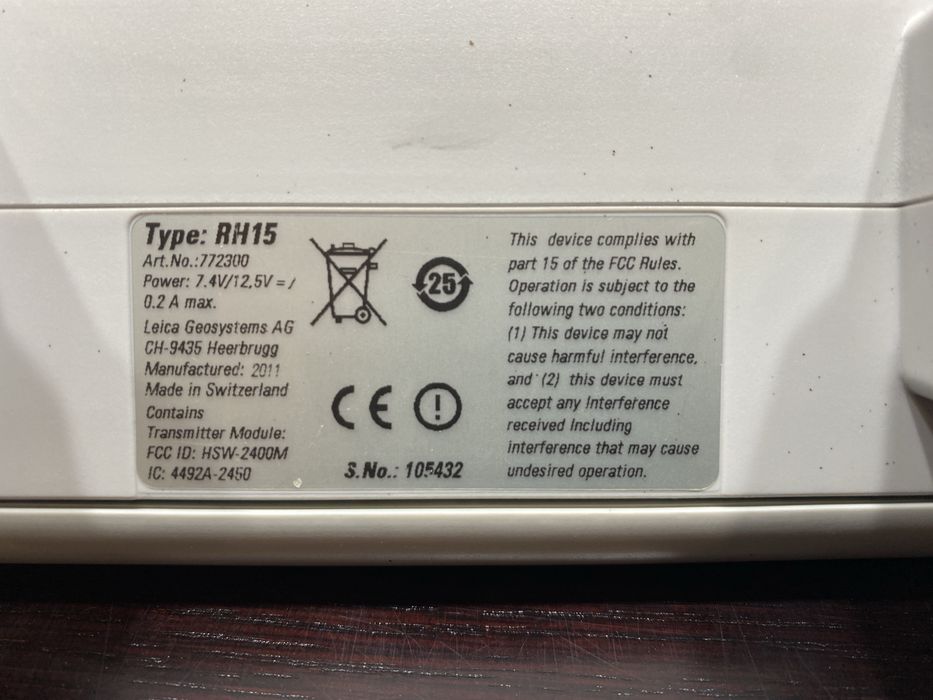 Type: RH15
Art.No.:772300
Power: 7.4V/12,5V = /
0.2 A max.
Leica Geosystems AG
CH-9435 Heerbrugg
Manufactured: 2011
Made in Switzerland
Contains
Transmitter Module:
FCC ID: HSW-2400M
IC: 4492A-2450
25
CE
S.No.: 105432
This device complies with
part 15 of the FCC Rules.
Operation is subject to the
following two conditions:
(1) This device may not
cause harmful interference,
and (2) this device must
accept any Interference
received Including
interference that may cause
undesired operation.